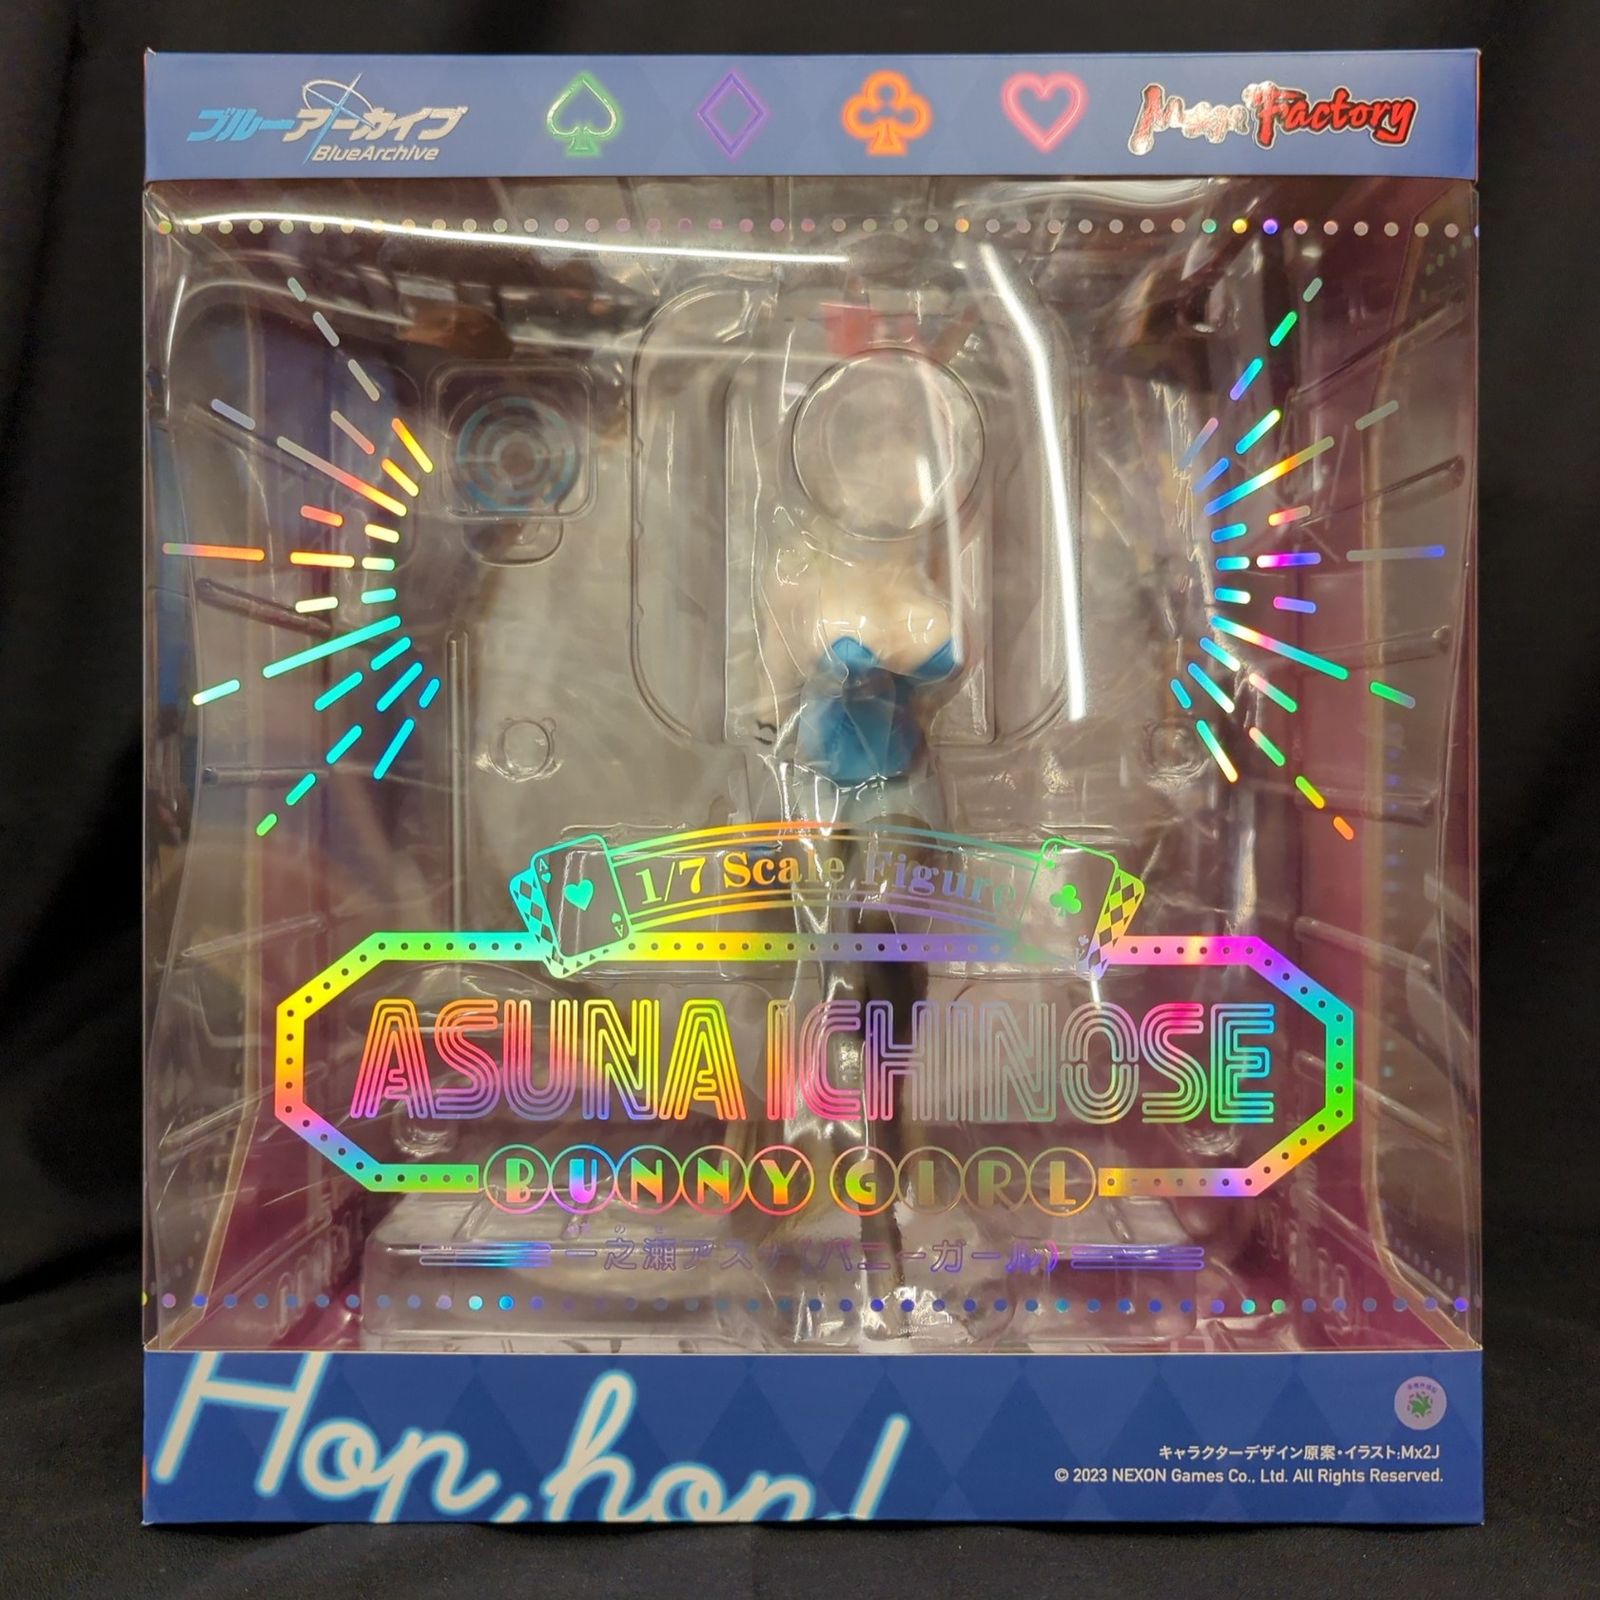 ブルーアーカイブ
BlueArchive
Max Factory
1/7 Scale Figure
ASUNA ICHINOSE
BUNNY GIRL
一之瀬アスナ(バニーガール)
Hop, hop!
キャラクターデザイン原案・イラスト:Mx2J
© 2023 NEXON Games Co., Ltd. All Rights Reserved.